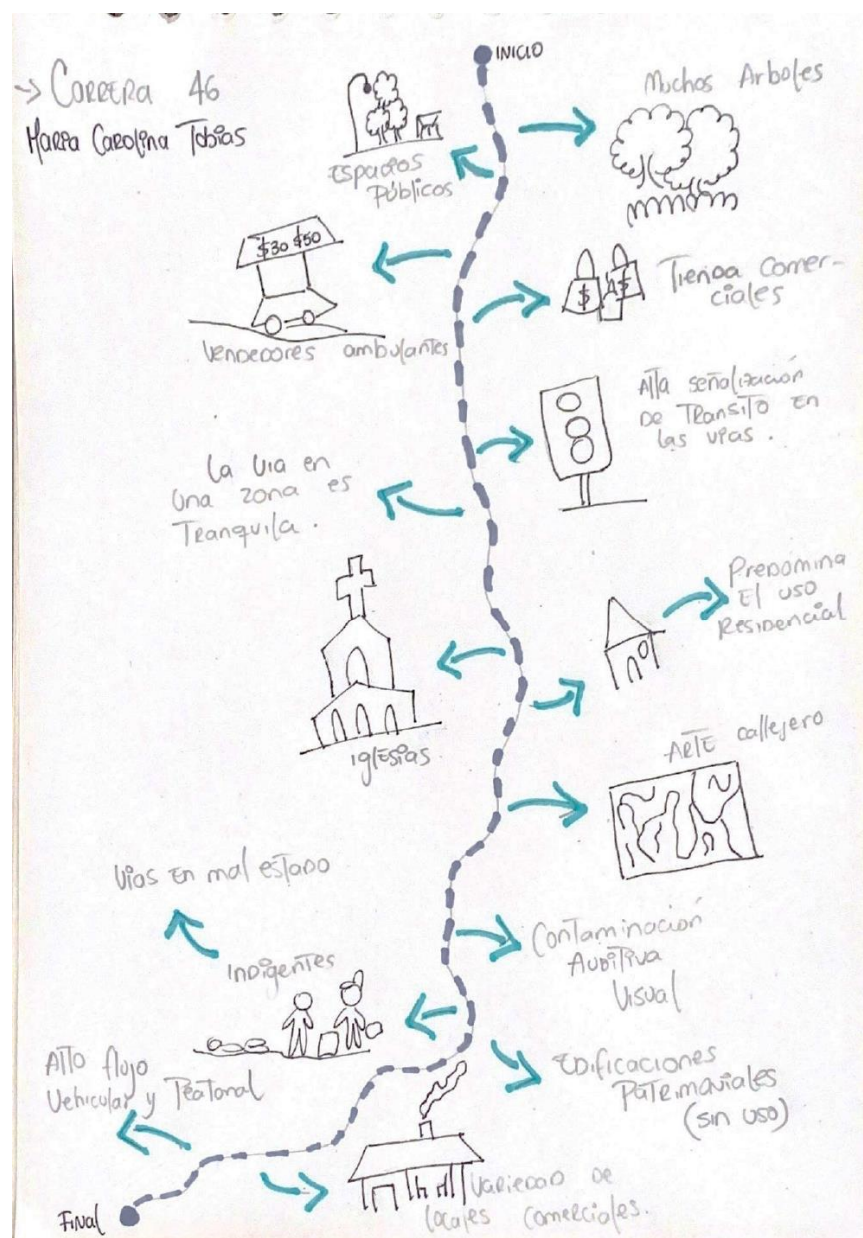 INICIO
→ CARRERA 46
MARÍA CAROLINA TOBIAS
Muchos Arboles
Espacios
Públicos
$30 $50
Vendedores ambulantes
$ $
Tienda Comer-
ciales
Alta señalización
De Transito En
las vías.
La via en
Una zona es
Tranquila.
Predomina
El uso
Residencial
iglesias
ARTE callejero
Vias En mal estado
Contaminación
Auditiva
Visual
Indigentes
Alto flujo
Vehicular y Peatonal
Edificaciones
Patrimoniales
(sin uso)
Variedad De
locales comerciales.
Final